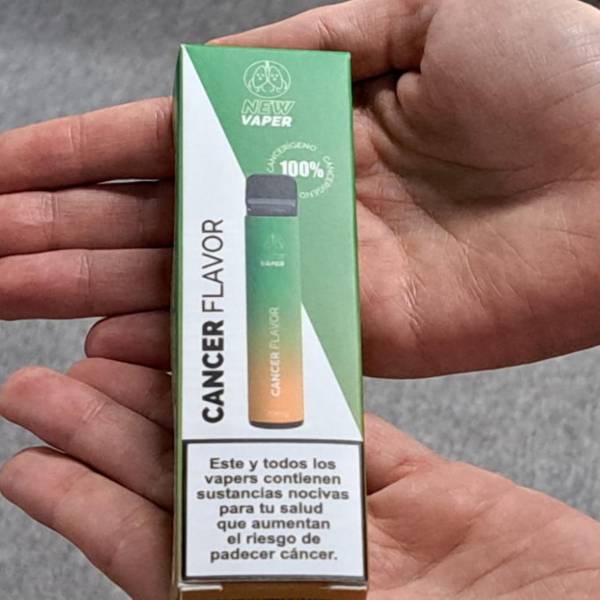 NEW
VAPER
CANCERÍGENO
100%
CANCERÍGENO
VAPER
CANCER FLAVOR
CANCER FLAVOR
Este y todos los
vapers contienen
sustancias nocivas
para tu salud
que aumentan
el riesgo de
padecer cáncer.